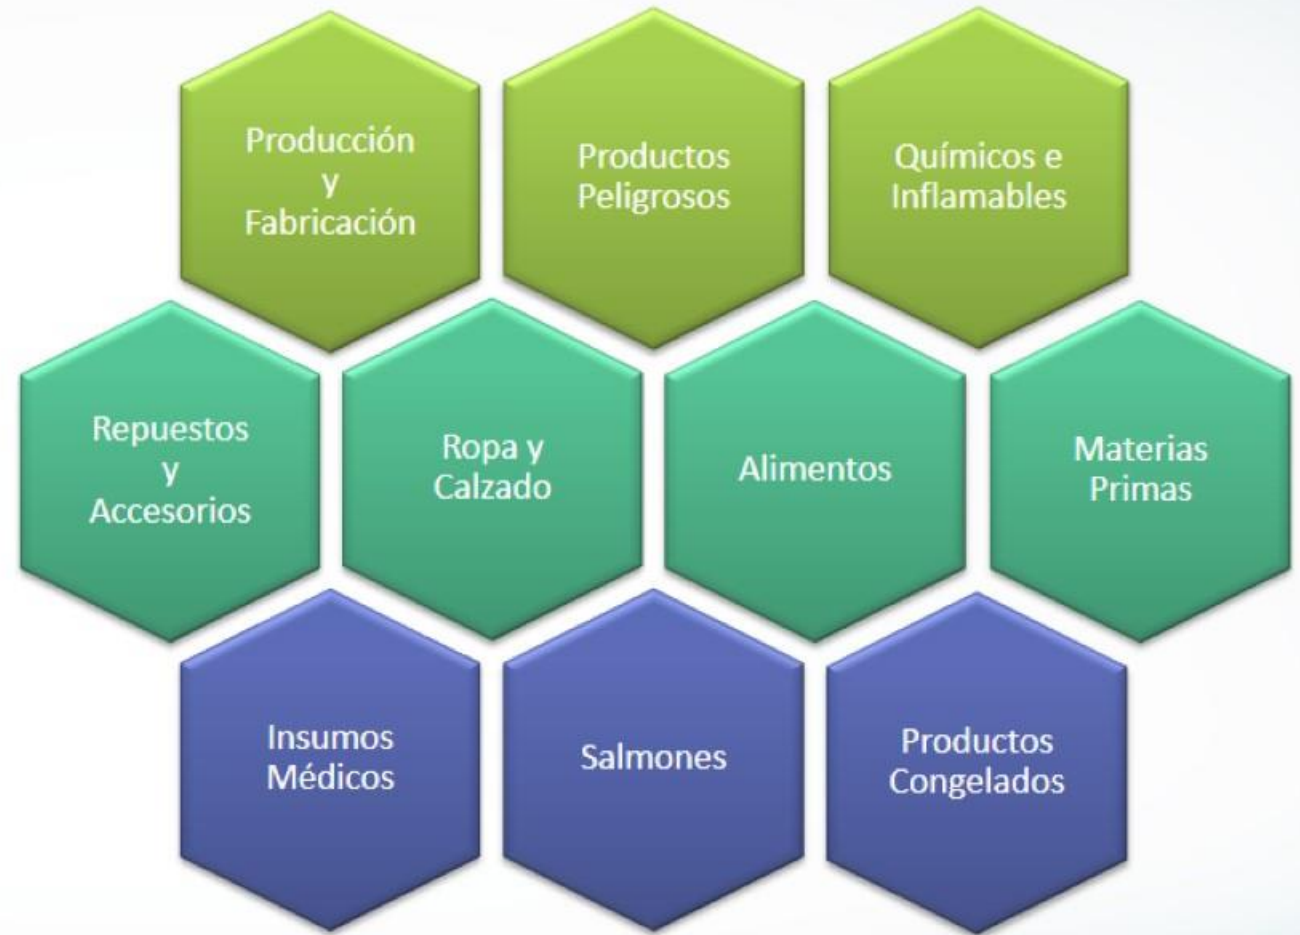 Producción
y
Fabricación
Productos
Peligrosos
Químicos e
Inflamables
Repuestos
y
Accesorios
Ropa y
Calzado
Alimentos
Materias
Primas
Insumos
Médicos
Salmones
Productos
Congelados